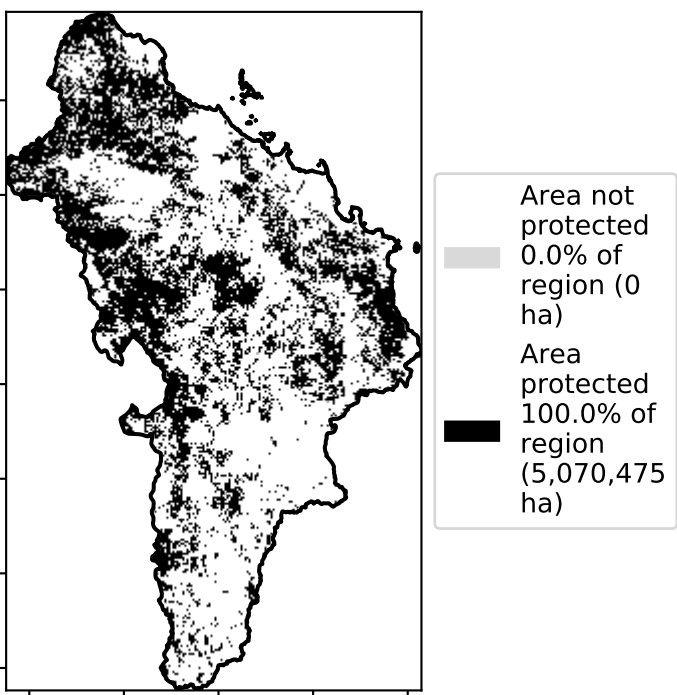 Area not
protected
0.0% of
region (0
ha)
Area
protected
100.0% of
region
(5,070,475
ha)